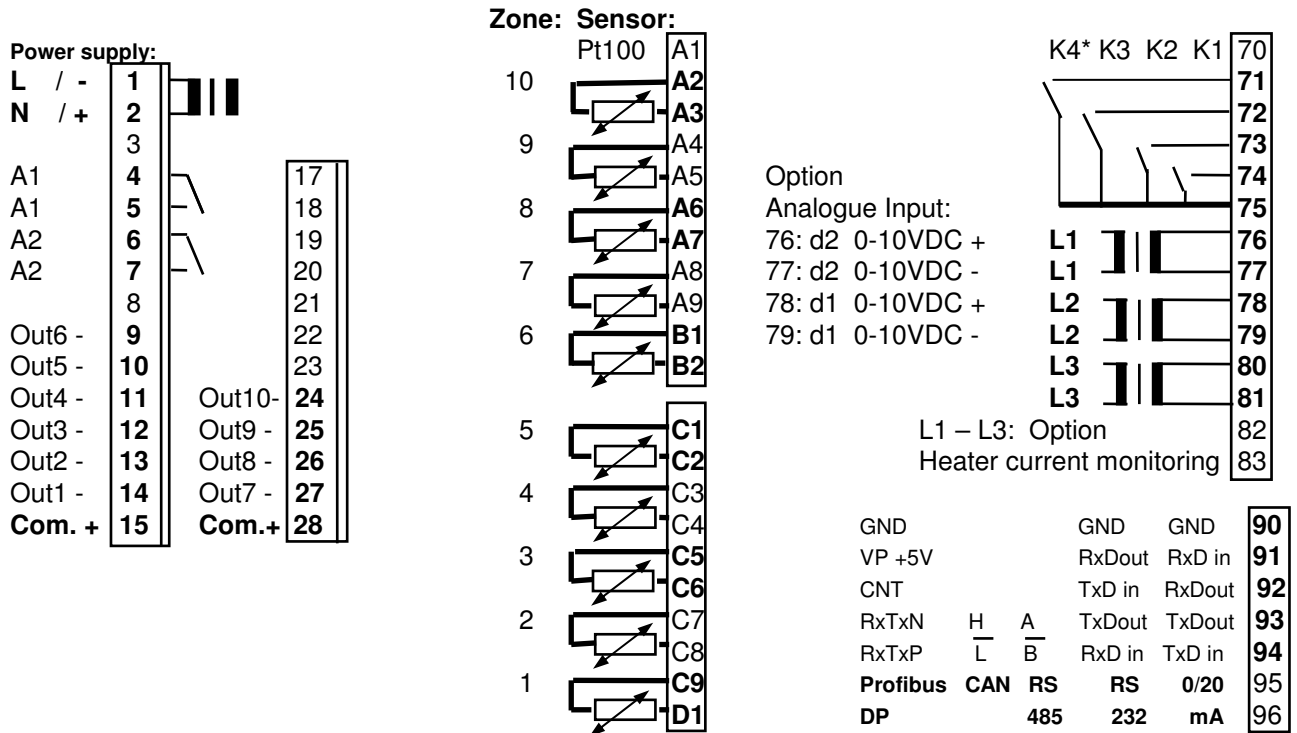 Zone: Sensor:
Power supply:
L / - 1
N / + 2
3
A1 4
A1 5
A2 6
A2 7
8
Out6 - 9
Out5 - 10
Out4 - 11
Out3 - 12
Out2 - 13
Out1 - 14
Com. + 15
17
18
19
20
21
22
23
Out10- 24
Out9 - 25
Out8 - 26
Out7 - 27
Com.+ 28
Pt100 A1
10 A2
A3
9 A4
A5
8 A6
A7
7 A8
A9
6 B1
B2
5 C1
C2
4 C3
C4
3 C5
C6
2 C7
C8
1 C9
D1
Option
Analogue Input:
76: d2 0-10VDC +
77: d2 0-10VDC -
78: d1 0-10VDC +
79: d1 0-10VDC -
K4* K3 K2 K1 70
71
72
73
74
75
L1 76
L1 77
L2 78
L2 79
L3 80
L3 81
L1 – L3: Option 82
Heater current monitoring 83
GND GND GND 90
VP +5V RxDout RxD in 91
CNT TxD in RxDout 92
RxTxN H A TxDout TxDout 93
RxTxP L B RxD in TxD in 94
Profibus CAN RS RS 0/20 95
DP 485 232 mA 96